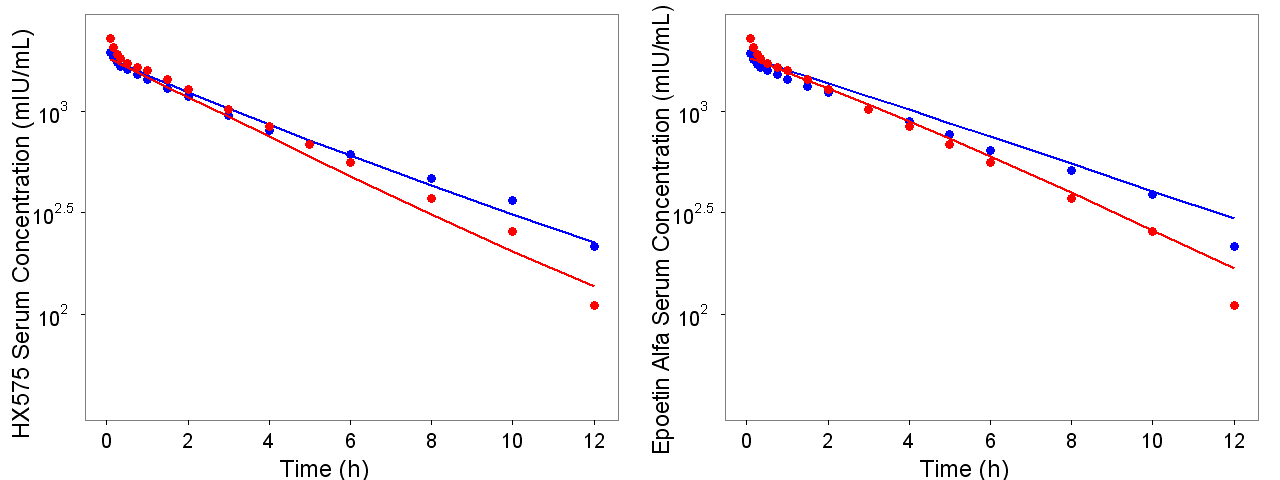 HX575 Serum Concentration (mIU/mL)
10^3
10^2.5
10^2
0 2 4 6 8 10 12
Time (h)
Epoetin Alfa Serum Concentration (mIU/mL)
10^3
10^2.5
10^2
0 2 4 6 8 10 12
Time (h)